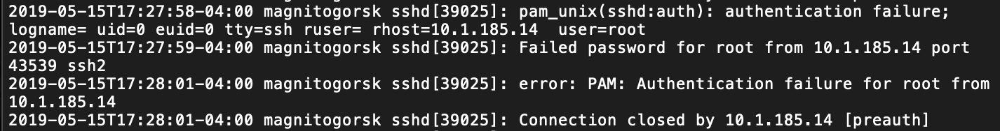 2019-05-15T17:27:58-04:00 magnitogorsk sshd[39025]: pam_unix(sshd:auth): authentication failure;
logname= uid=0 euid=0 tty=ssh ruser= rhost=10.1.185.14  user=root
2019-05-15T17:27:59-04:00 magnitogorsk sshd[39025]: Failed password for root from 10.1.185.14 port
43539 ssh2
2019-05-15T17:28:01-04:00 magnitogorsk sshd[39025]: error: PAM: Authentication failure for root from
10.1.185.14
2019-05-15T17:28:01-04:00 magnitogorsk sshd[39025]: Connection closed by 10.1.185.14 [preauth]